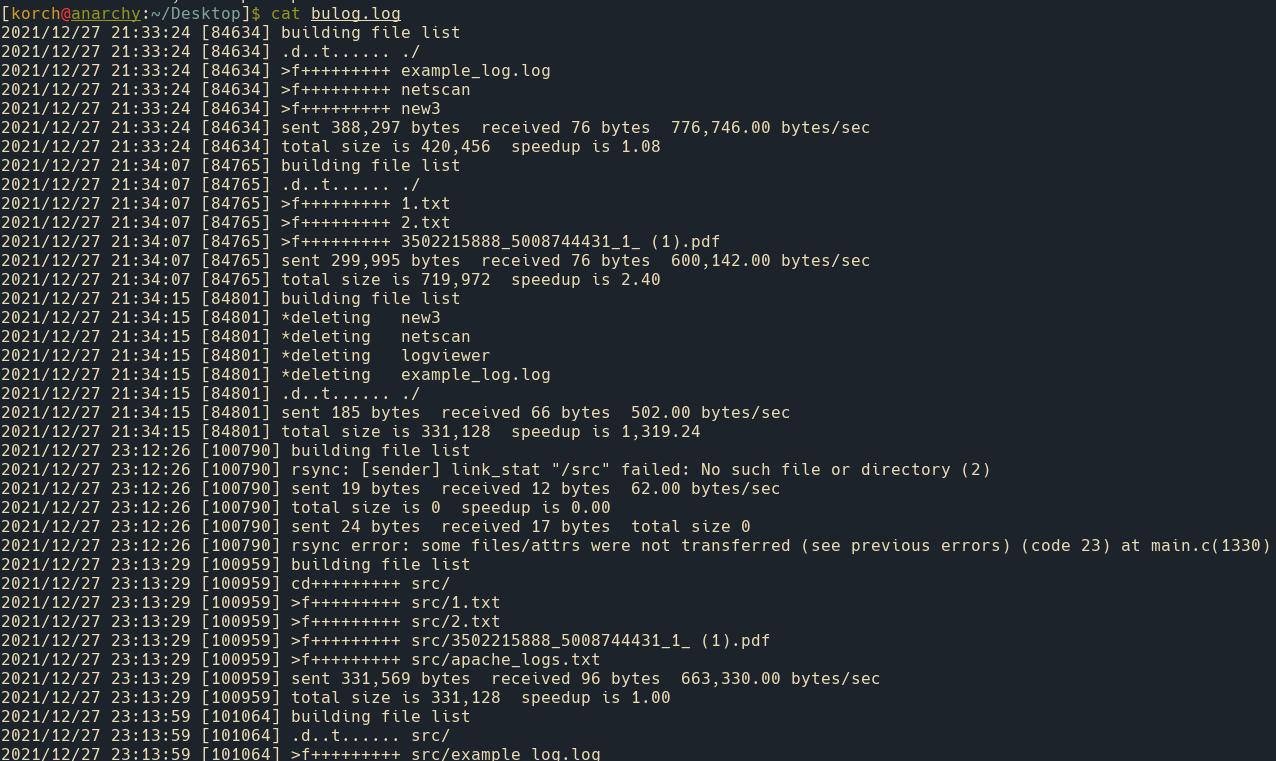 [korch@anarchy:~/Desktop]$ cat bulog.log
2021/12/27 21:33:24 [84634] building file list
2021/12/27 21:33:24 [84634] .d..t...... ./
2021/12/27 21:33:24 [84634] >f+++++++++ example_log.log
2021/12/27 21:33:24 [84634] >f+++++++++ netscan
2021/12/27 21:33:24 [84634] >f+++++++++ new3
2021/12/27 21:33:24 [84634] sent 388,297 bytes  received 76 bytes  776,746.00 bytes/sec
2021/12/27 21:33:24 [84634] total size is 420,456  speedup is 1.08
2021/12/27 21:34:07 [84765] building file list
2021/12/27 21:34:07 [84765] .d..t...... ./
2021/12/27 21:34:07 [84765] >f+++++++++ 1.txt
2021/12/27 21:34:07 [84765] >f+++++++++ 2.txt
2021/12/27 21:34:07 [84765] >f+++++++++ 3502215888_5008744431_1_ (1).pdf
2021/12/27 21:34:07 [84765] sent 299,995 bytes  received 76 bytes  600,142.00 bytes/sec
2021/12/27 21:34:07 [84765] total size is 719,972  speedup is 2.40
2021/12/27 21:34:15 [84801] building file list
2021/12/27 21:34:15 [84801] *deleting   new3
2021/12/27 21:34:15 [84801] *deleting   netscan
2021/12/27 21:34:15 [84801] *deleting   logviewer
2021/12/27 21:34:15 [84801] *deleting   example_log.log
2021/12/27 21:34:15 [84801] .d..t...... ./
2021/12/27 21:34:15 [84801] sent 185 bytes  received 66 bytes  502.00 bytes/sec
2021/12/27 21:34:15 [84801] total size is 331,128  speedup is 1,319.24
2021/12/27 23:12:26 [100790] building file list
2021/12/27 23:12:26 [100790] rsync: [sender] link_stat "/src" failed: No such file or directory (2)
2021/12/27 23:12:26 [100790] sent 19 bytes  received 12 bytes  62.00 bytes/sec
2021/12/27 23:12:26 [100790] total size is 0  speedup is 0.00
2021/12/27 23:12:26 [100790] sent 24 bytes  received 17 bytes  total size 0
2021/12/27 23:12:26 [100790] rsync error: some files/attrs were not transferred (see previous errors) (code 23) at main.c(1330)
2021/12/27 23:13:29 [100959] building file list
2021/12/27 23:13:29 [100959] cd+++++++++ src/
2021/12/27 23:13:29 [100959] >f+++++++++ src/1.txt
2021/12/27 23:13:29 [100959] >f+++++++++ src/2.txt
2021/12/27 23:13:29 [100959] >f+++++++++ src/3502215888_5008744431_1_ (1).pdf
2021/12/27 23:13:29 [100959] >f+++++++++ src/apache_logs.txt
2021/12/27 23:13:29 [100959] sent 331,569 bytes  received 96 bytes  663,330.00 bytes/sec
2021/12/27 23:13:29 [100959] total size is 331,128  speedup is 1.00
2021/12/27 23:13:59 [101064] building file list
2021/12/27 23:13:59 [101064] .d..t...... src/
2021/12/27 23:13:59 [101064] >f+++++++++ src/example_log.log